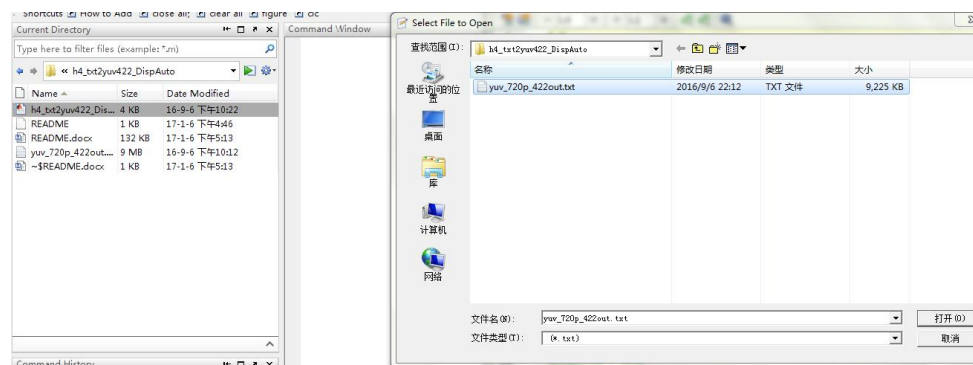 Shortcuts How to Add close all; clear all figure clc
Current Directory
Command Window
Type here to filter files (example: *.m)
« h4_txt2yuv422_DispAuto
Name Size Date Modified
h4_txt2yuv422_Dis... 4 KB 16-9-6 下午10:22
README 1 KB 17-1-6 下午4:46
README.docx 132 KB 17-1-6 下午5:13
yuv_720p_422out.... 9 MB 16-9-6 下午10:12
~$README.docx 1 KB 17-1-6 下午5:13
Command History
Select File to Open
查找范围(I): h4_txt2yuv422_DispAuto
名称 修改日期 类型 大小
yuv_720p_422out.txt 2016/9/6 22:12 TXT 文件 9,225 KB
最近访问的位置
桌面
库
计算机
网络
文件名(N): yuv_720p_422out.txt 打开(O)
文件类型(T): (*.txt) 取消